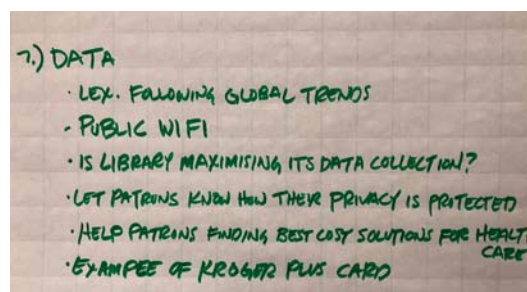 7.) DATA
· LEX. FOLLOWING GLOBAL TRENDS
- PUBLIC WIFI
· IS LIBRARY MAXIMISING ITS DATA COLLECTION?
· LET PATRONS KNOW HOW THEIR PRIVACY IS PROTECTED
· HELP PATRONS FINDING BEST COST SOLUTIONS FOR HEALT
CARE
· EXAMPEE OF KROGER PLUS CARD